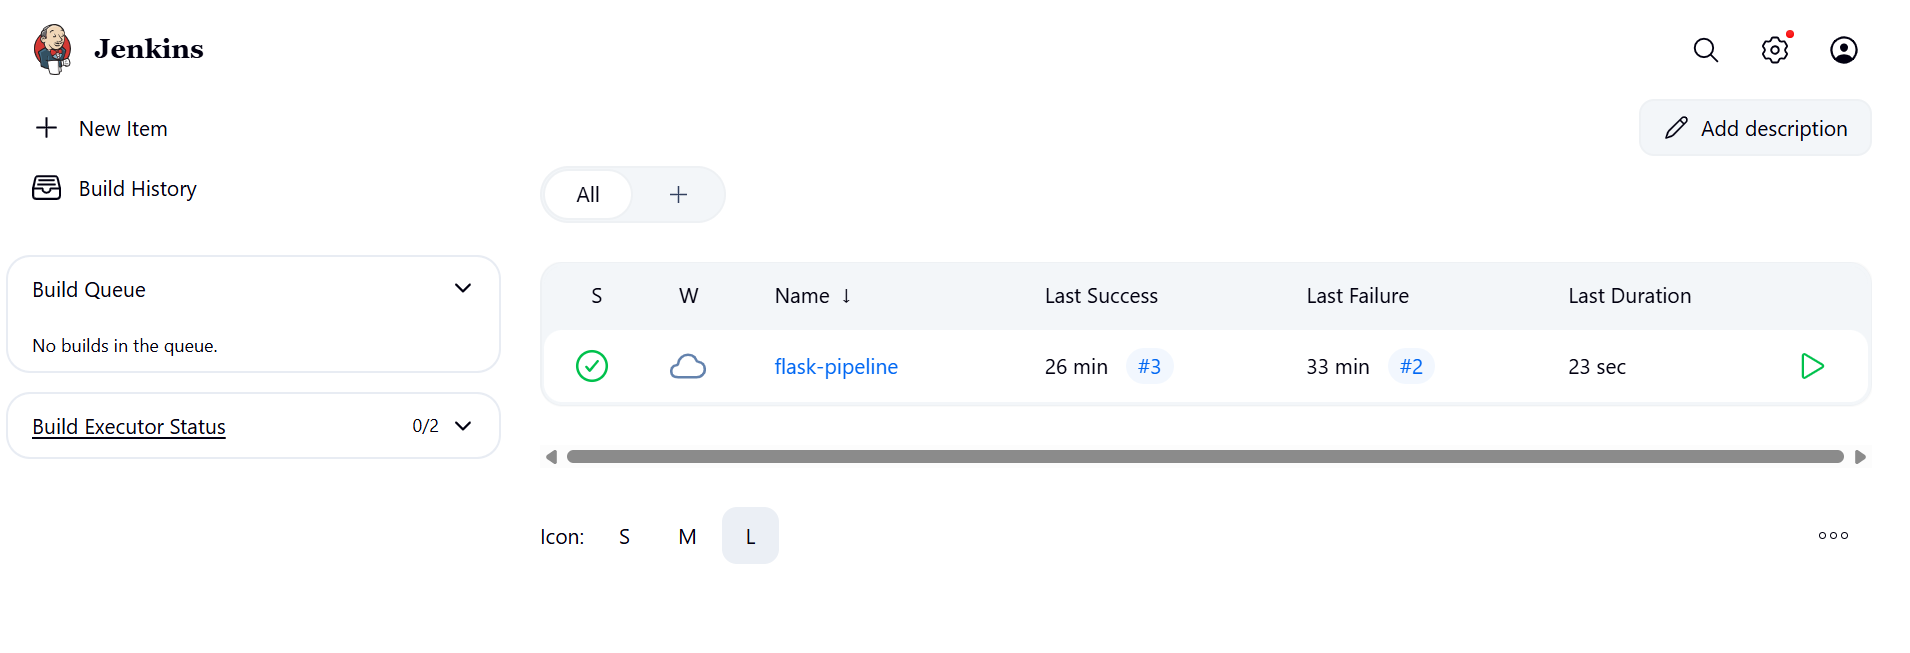 Jenkins
New Item
Add description
Build History
All
Build Queue
No builds in the queue.
Build Executor Status 0/2
S W Name ↓ Last Success Last Failure Last Duration
flask-pipeline 26 min #3 33 min #2 23 sec
Icon: S M L